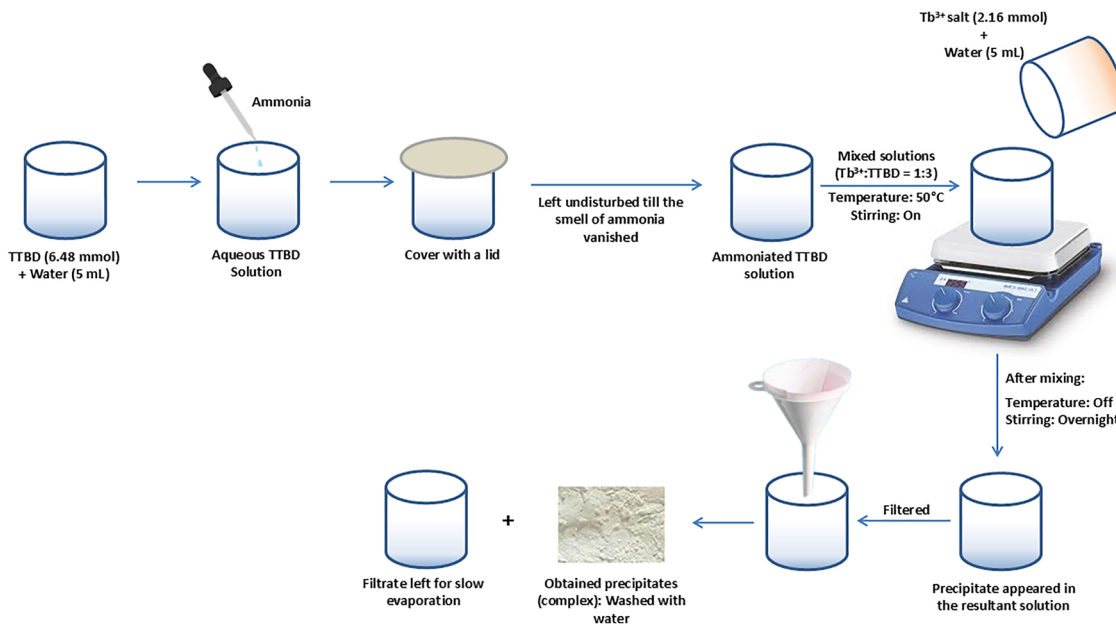 Tb³⁺ salt (2.16 mmol)
+
Water (5 mL)
Ammonia
TTBD (6.48 mmol)
+ Water (5 mL)
Aqueous TTBD
Solution
Cover with a lid
Left undisturbed till the
smell of ammonia
vanished
Ammoniated TTBD
solution
Mixed solutions
(Tb³⁺:TTBD = 1:3)
Temperature: 50°C
Stirring: On
After mixing:
Temperature: Off
Stirring: Overnight
Precipitate appeared in
the resultant solution
Filtered
Obtained precipitates
(complex): Washed with
water
+
Filtrate left for slow
evaporation